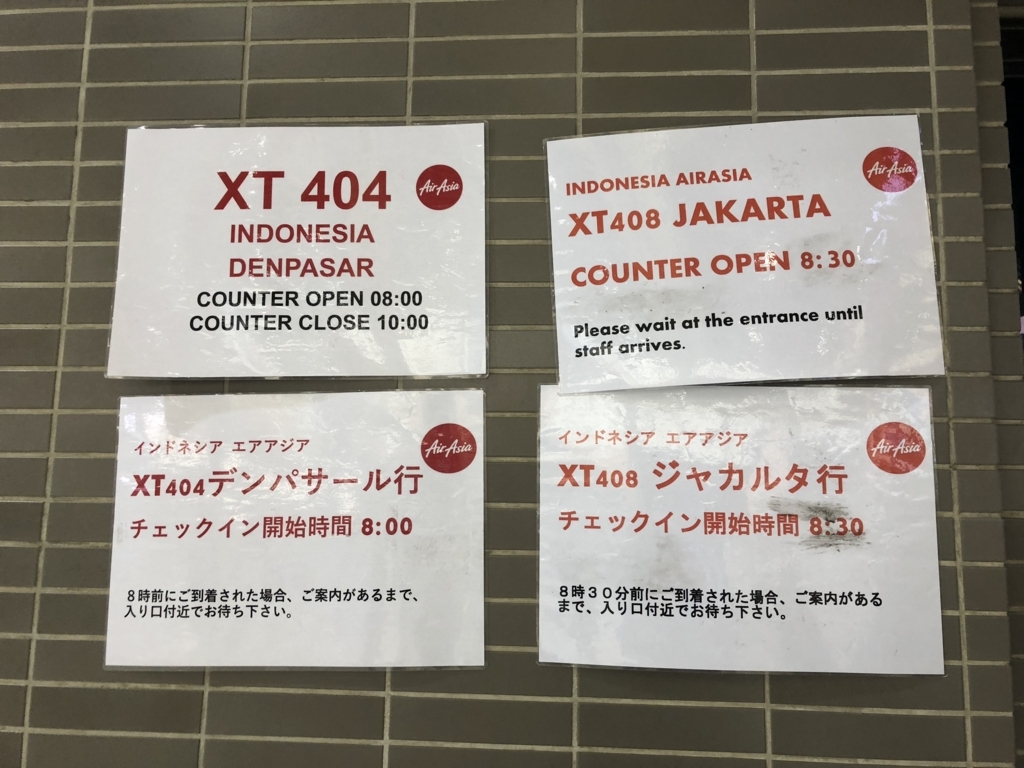 XT 404
AirAsia
INDONESIA
DENPASAR
COUNTER OPEN 08:00
COUNTER CLOSE 10:00
AirAsia
INDONESIA AIRASIA
XT408 JAKARTA
COUNTER OPEN 8:30
Please wait at the entrance until
staff arrives.
インドネシア エアアジア
AirAsia
XT404デンパサール行
チェックイン開始時間 8:00
8時前にご到着された場合、ご案内があるまで、
入り口付近でお待ち下さい。
インドネシア エアアジア
AirAsia
XT408 ジャカルタ行
チェックイン開始時間 8:30
8時30分前にご到着された場合、ご案内がある
まで、入り口付近でお待ち下さい。